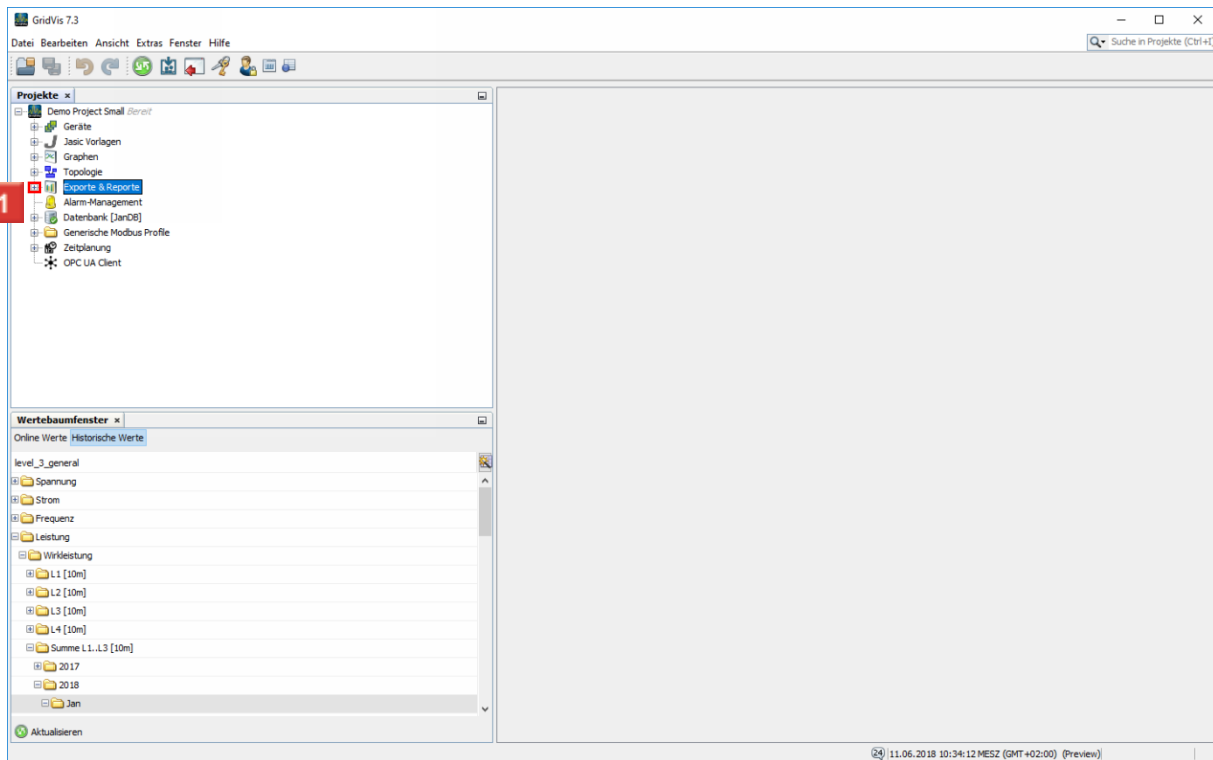 GridVis 7.3
Datei Bearbeiten Ansicht Extras Fenster Hilfe
Suche in Projekte (Ctrl+I)
Projekte
Demo Project Small Bereit
Geräte
Jasic Vorlagen
Graphen
Topologie
1
Exporte & Reporte
Alarm-Management
Datenbank [JanDB]
Generische Modbus Profile
Zeitplanung
OPC UA Client
Wertebaumfenster
Online Werte Historische Werte
level_3_general
Spannung
Strom
Frequenz
Leistung
Wirkleistung
L1 [10m]
L2 [10m]
L3 [10m]
L4 [10m]
Summe L1..L3 [10m]
2017
2018
Jan
Aktualisieren
24 11.06.2018 10:34:12 MESZ (GMT+02:00) (Preview)